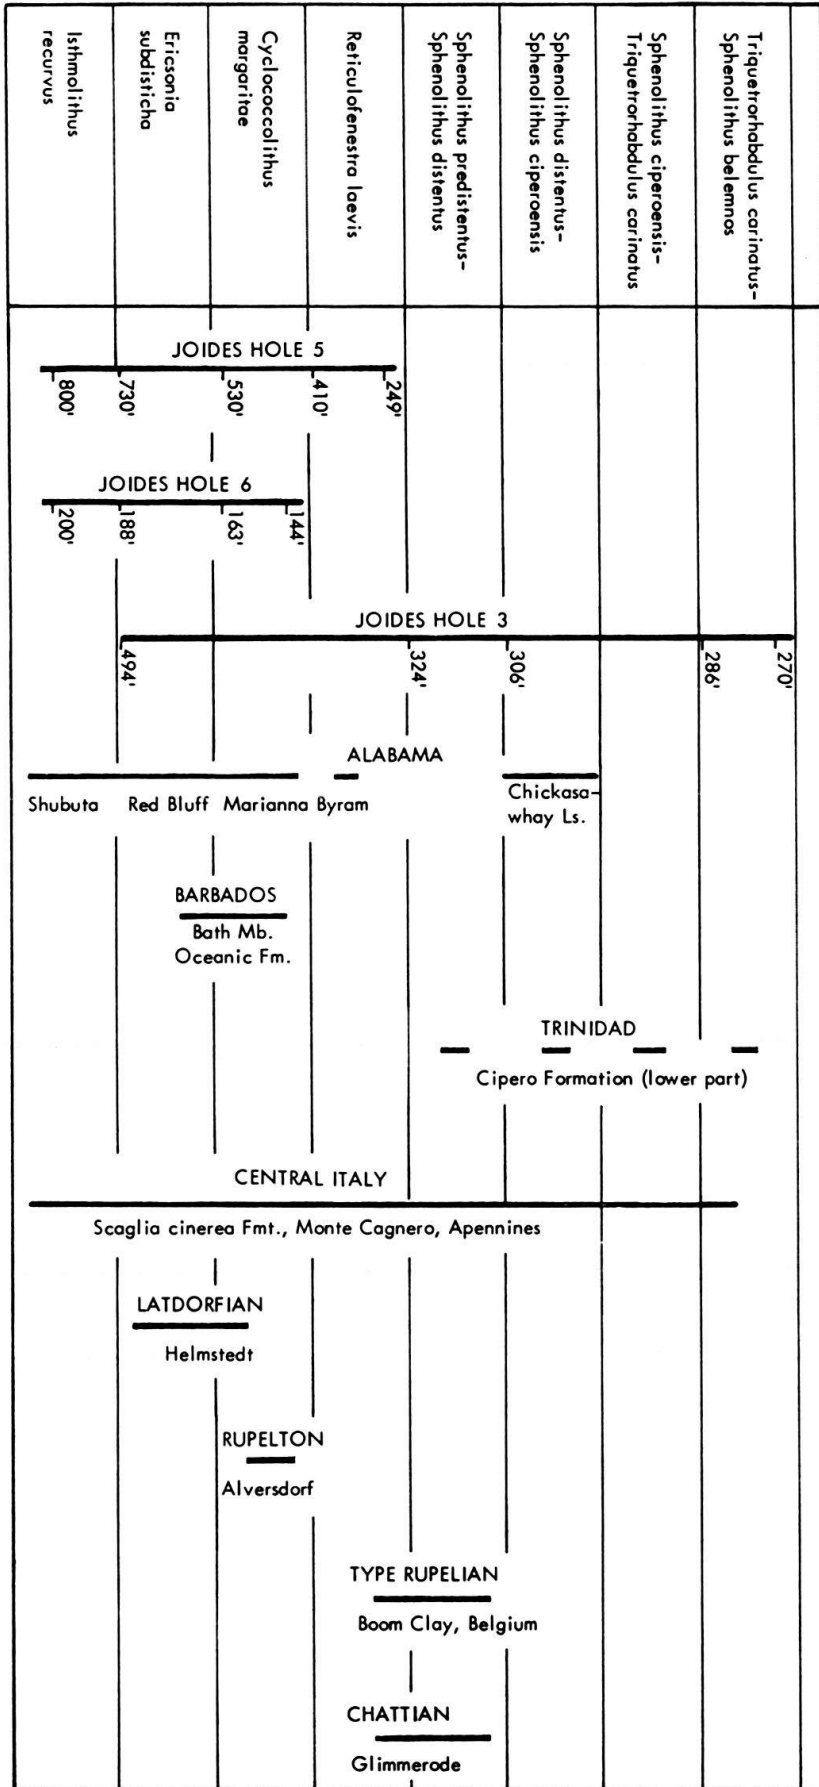 Isthmolithus
recurvus
Ericsonia
subdisticha
Cyclococcolithus
margaritae
Reticulofenestra laevis
Sphenolithus predistentus-
Sphenolithus distentus
Sphenolithus distentus-
Sphenolithus ciperoensis
Sphenolithus ciperoensis-
Triquetrorhabdulus carinatus
Triquetrorhabdulus carinatus-
Sphenolithus belemnos
JOIDES HOLE 5
800' 730' 530' 410' 249'
JOIDES HOLE 6
200' 188' 163' 144'
JOIDES HOLE 3
494' 324' 306' 286' 270'
ALABAMA
Shubuta Red Bluff Marianna Byram
Chickasa-
whay Ls.
BARBADOS
Bath Mb.
Oceanic Fm.
TRINIDAD
Cipero Formation (lower part)
CENTRAL ITALY
Scaglia cinerea Fmt., Monte Cagnero, Apennines
LATDORFIAN
Helmstedt
RUPELTON
Alversdorf
TYPE RUPELIAN
Boom Clay, Belgium
CHATTIAN
Glimmerode